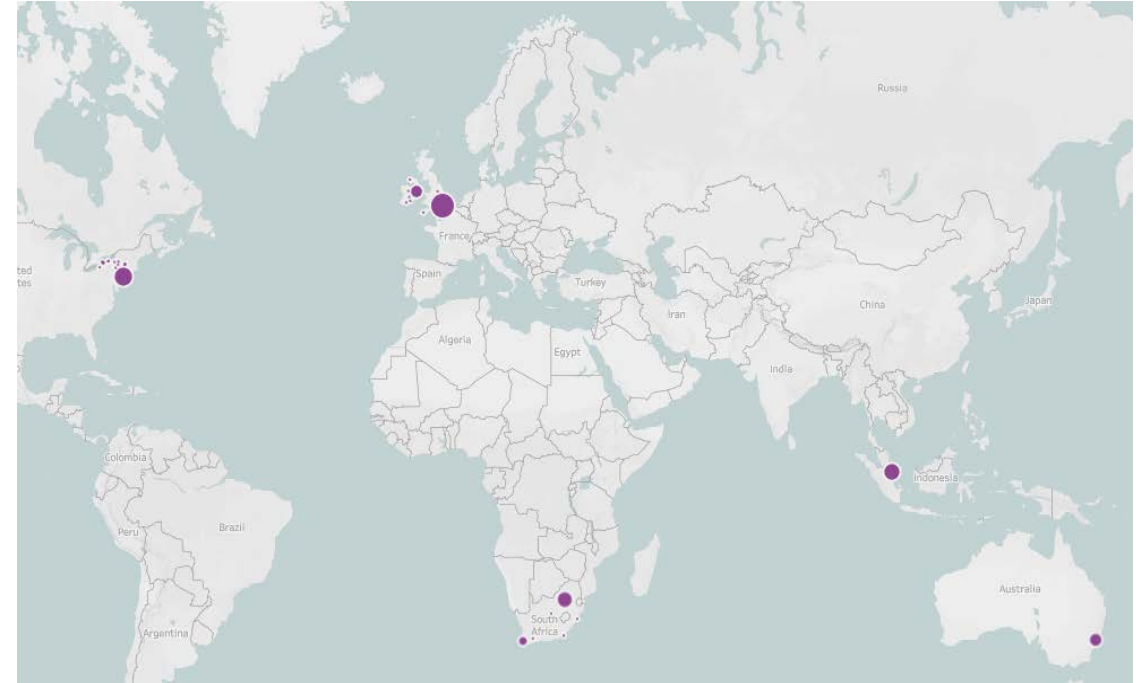 Russia
France
ted
tes
Spain
Turkey
Japan
China
Iran
Algeria
Egypt
India
Colombia
Indonesia
Peru
Brazil
Australia
South
Africa
Argentina